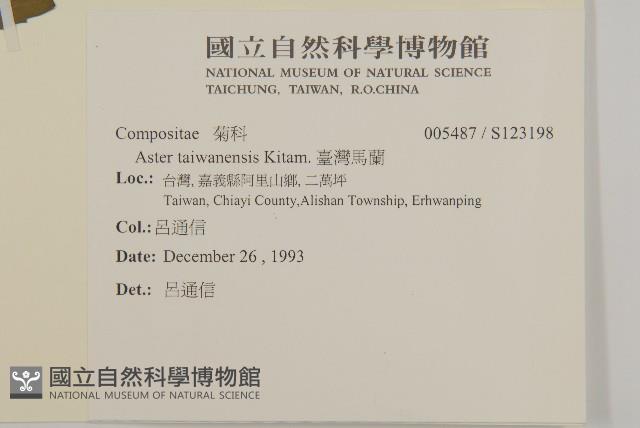 國立自然科學博物館
NATIONAL MUSEUM OF NATURAL SCIENCE
TAICHUNG, TAIWAN, R.O.CHINA
Compositae 菊科 005487 / S123198
Aster taiwanensis Kitam. 臺灣馬蘭
Loc.: 台灣, 嘉義縣阿里山鄉, 二萬坪
Taiwan, Chiayi County,Alishan Township, Erhwanping
Col.: 呂通信
Date: December 26 , 1993
Det.: 呂通信
國立自然科學博物館
NATIONAL MUSEUM OF NATURAL SCIENCE